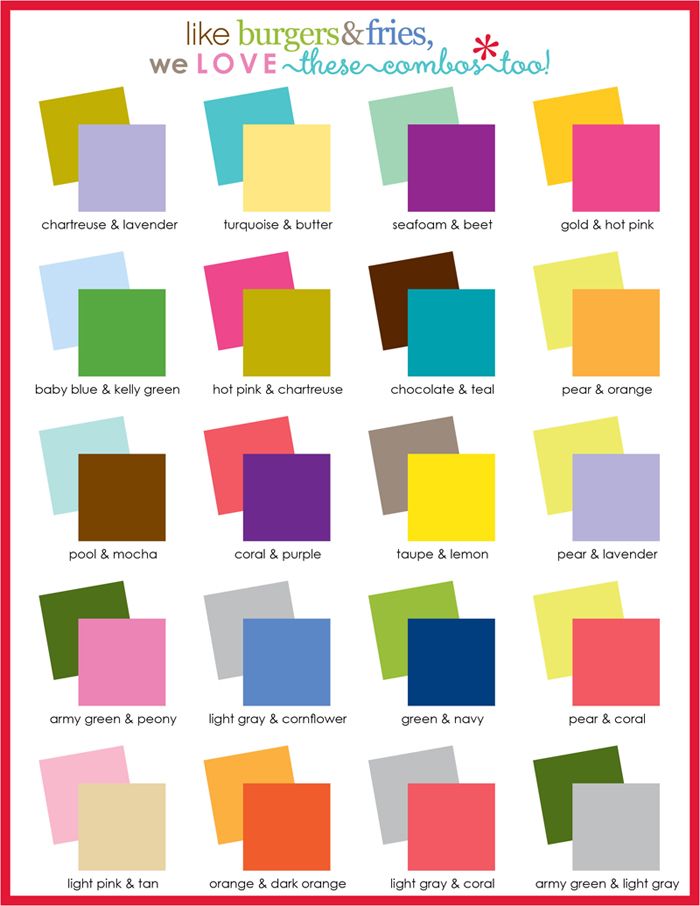 like burgers&fries,
we LOVE these combos*too!
chartreuse & lavender
turquoise & butter
seafoam & beet
gold & hot pink
baby blue & kelly green
hot pink & chartreuse
chocolate & teal
pear & orange
pool & mocha
coral & purple
taupe & lemon
pear & lavender
army green & peony
light gray & cornflower
green & navy
pear & coral
light pink & tan
orange & dark orange
light gray & coral
army green & light gray